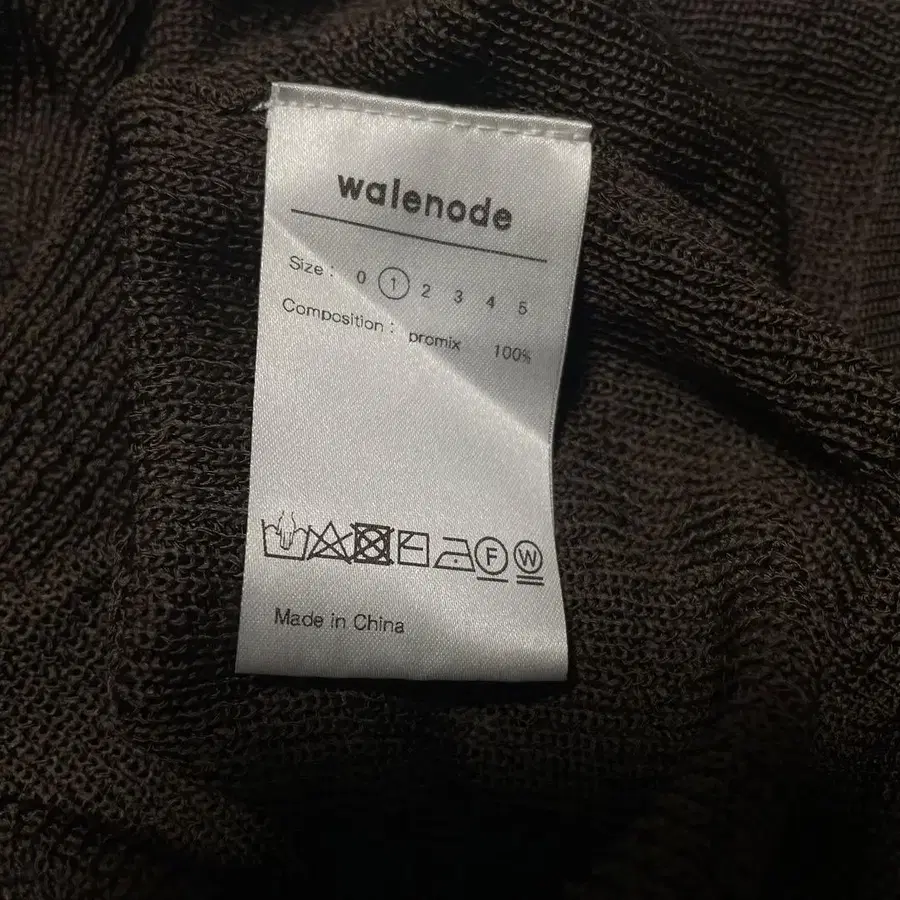 walenode
Size : 0 1 2 3 4 5
Composition : promix 100%
F W
Made in China